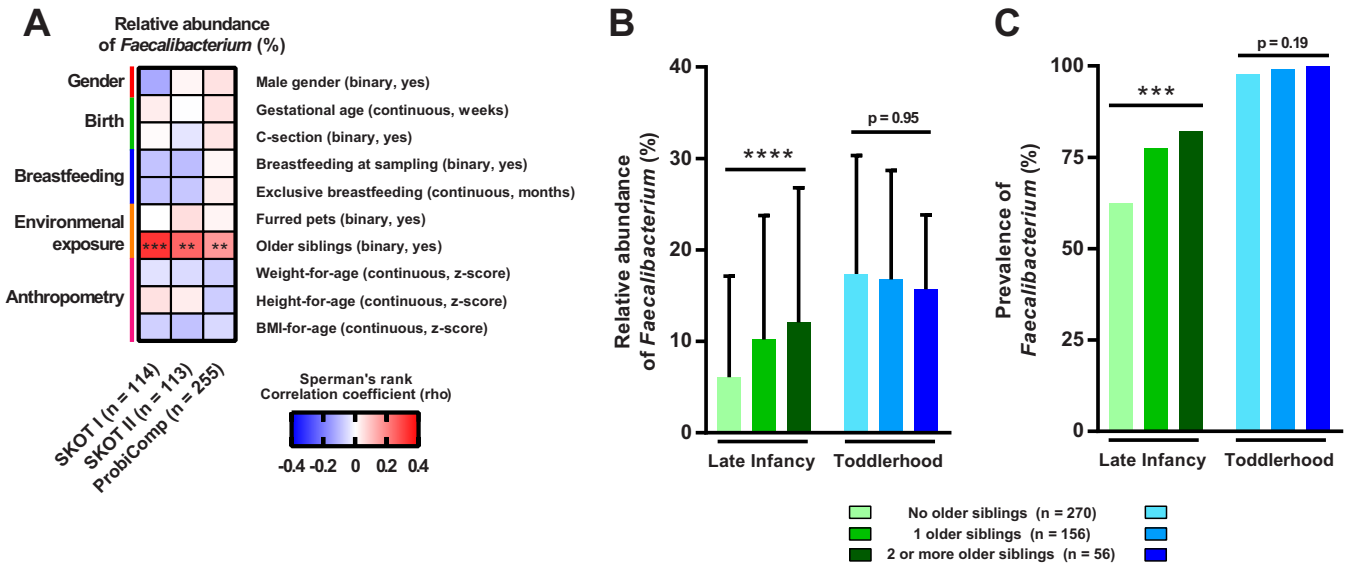 A
Relative abundance
of Faecalibacterium (%)
Gender
Birth
Breastfeeding
Environmenal
exposure
Anthropometry
Male gender (binary, yes)
Gestational age (continuous, weeks)
C-section (binary, yes)
Breastfeeding at sampling (binary, yes)
Exclusive breastfeeding (continuous, months)
Furred pets (binary, yes)
*** ** ** Older siblings (binary, yes)
Weight-for-age (continuous, z-score)
Height-for-age (continuous, z-score)
BMI-for-age (continuous, z-score)
SKOT I (n = 114)
SKOT II (n = 113)
ProbiComp (n = 255)
Sperman's rank
Correlation coefficient (rho)
-0.4 -0.2 0 0.2 0.4
B
Relative abundance
of Faecalibacterium (%)
40
30
20
10
0
****
p = 0.95
Late Infancy Toddlerhood
C
Prevalence of
Faecalibacterium (%)
100
75
50
25
0
***
p = 0.19
Late Infancy Toddlerhood
No older siblings (n = 270)
1 older siblings (n = 156)
2 or more older siblings (n = 56)